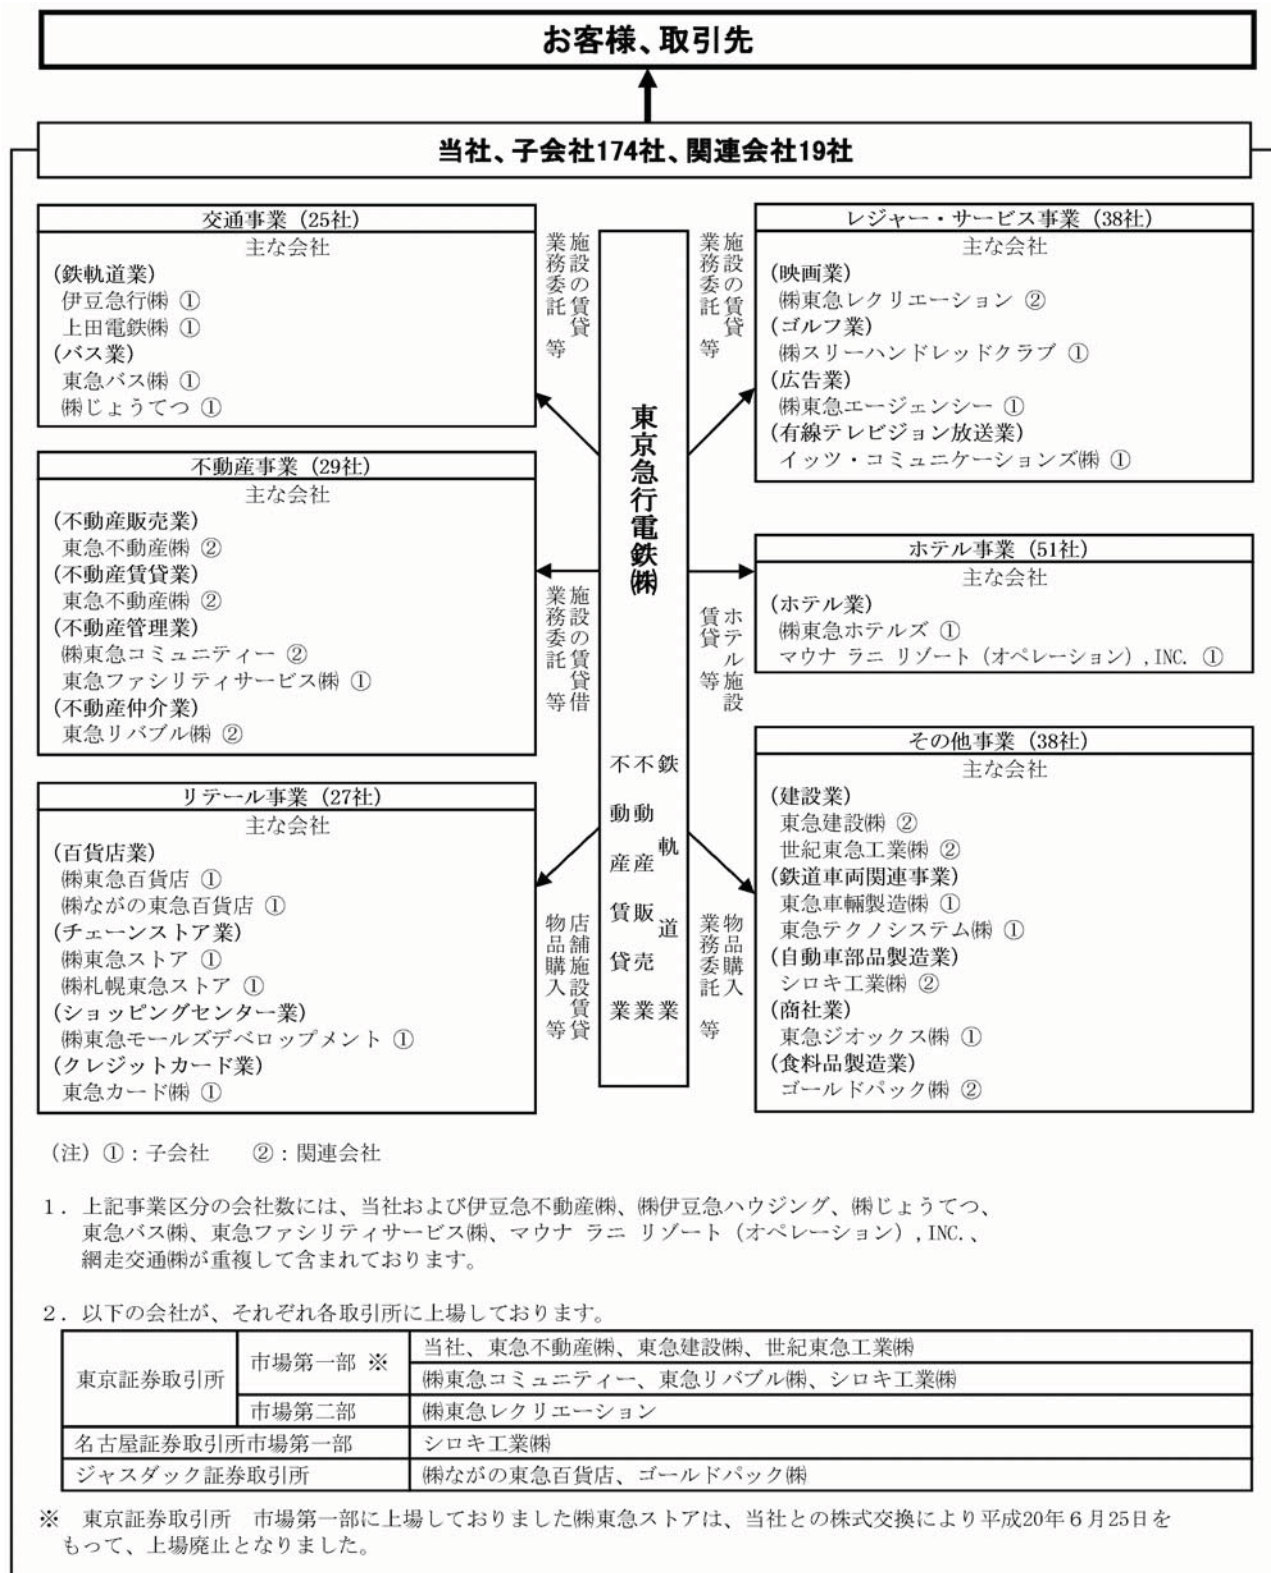 お客様、取引先
当社、子会社174社、関連会社19社
交通事業（25社）
主な会社
(鉄軌道業)
伊豆急行㈱ ①
上田電鉄㈱ ①
(バス業)
東急バス㈱ ①
㈱じょうてつ ①
不動産事業（29社）
主な会社
(不動産販売業)
東急不動産㈱ ②
(不動産賃貸業)
東急不動産㈱ ②
(不動産管理業)
㈱東急コミュニティー ②
東急ファシリティサービス㈱ ①
(不動産仲介業)
東急リバブル㈱ ②
リテール事業（27社）
主な会社
(百貨店業)
㈱東急百貨店 ①
㈱ながの東急百貨店 ①
(チェーンストア業)
㈱東急ストア ①
㈱札幌東急ストア ①
(ショッピングセンター業)
㈱東急モールズデベロップメント ①
(クレジットカード業)
東急カード㈱ ①
施設の賃貸
業務委託 等
施設の賃貸借
業務委託 等
店舗施設賃貸
物品購入 等
東京急行電鉄㈱
鉄軌道業
不動産販売業
不動産賃貸業
施設の賃貸
業務委託 等
ホテル施設
賃貸 等
物品購入
業務委託 等
レジャー・サービス事業（38社）
主な会社
(映画業)
㈱東急レクリエーション ②
(ゴルフ業)
㈱スリーハンドレッドクラブ ①
(広告業)
㈱東急エージェンシー ①
(有線テレビジョン放送業)
イッツ・コミュニケーションズ㈱ ①
ホテル事業（51社）
主な会社
(ホテル業)
㈱東急ホテルズ ①
マウナ ラニ リゾート（オペレーション）,INC. ①
その他事業（38社）
主な会社
(建設業)
東急建設㈱ ②
世紀東急工業㈱ ②
(鉄道車両関連事業)
東急車輛製造㈱ ①
東急テクノシステム㈱ ①
(自動車部品製造業)
シロキ工業㈱ ②
(商社業)
東急ジオックス㈱ ①
(食料品製造業)
ゴールドパック㈱ ②
(注) ①：子会社　②：関連会社
1．上記事業区分の会社数には、当社および伊豆急不動産㈱、㈱伊豆急ハウジング、㈱じょうてつ、
東急バス㈱、東急ファシリティサービス㈱、マウナ ラニ リゾート（オペレーション）,INC.、
網走交通㈱が重複して含まれております。
2．以下の会社が、それぞれ各取引所に上場しております。
東京証券取引所
市場第一部 ※
当社、東急不動産㈱、東急建設㈱、世紀東急工業㈱
㈱東急コミュニティー、東急リバブル㈱、シロキ工業㈱
市場第二部
㈱東急レクリエーション
名古屋証券取引所市場第一部
シロキ工業㈱
ジャスダック証券取引所
㈱ながの東急百貨店、ゴールドパック㈱
※　東京証券取引所　市場第一部に上場しておりました㈱東急ストアは、当社との株式交換により平成20年６月25日を
もって、上場廃止となりました。